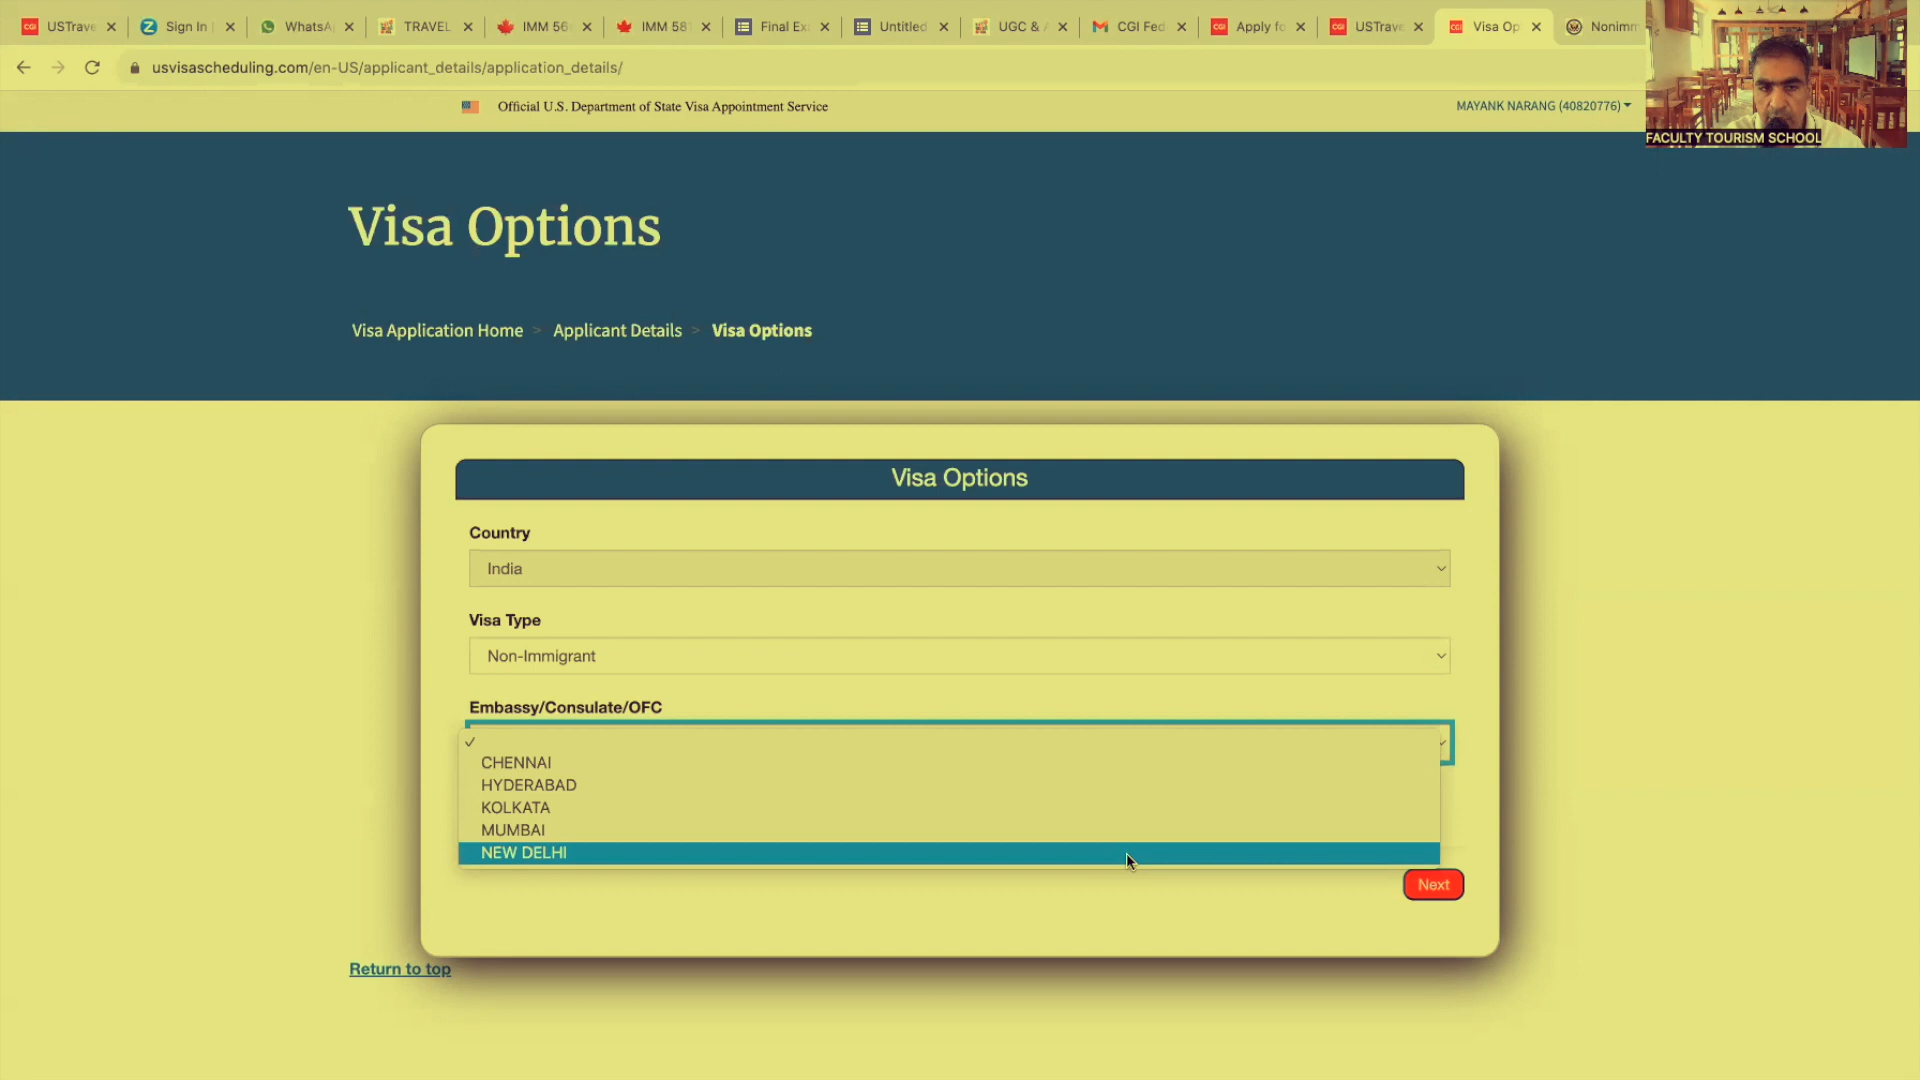 USTrave
Sign In
WhatsA
TRAVEL
IMM 56
IMM 581
Final Ex
Untitled
UGC &
CGI Fed
Apply fo
USTrave
Visa Op
Nonimm
usvisascheduling.com/en-US/applicant_details/application_details/
Official U.S. Department of State Visa Appointment Service
MAYANK NARANG (40820776)
FACULTY TOURISM SCHOOL
Visa Options
Visa Application Home > Applicant Details > Visa Options
Visa Options
Country
India
Visa Type
Non-Immigrant
Embassy/Consulate/OFC
CHENNAI
HYDERABAD
KOLKATA
MUMBAI
NEW DELHI
Next
Return to top